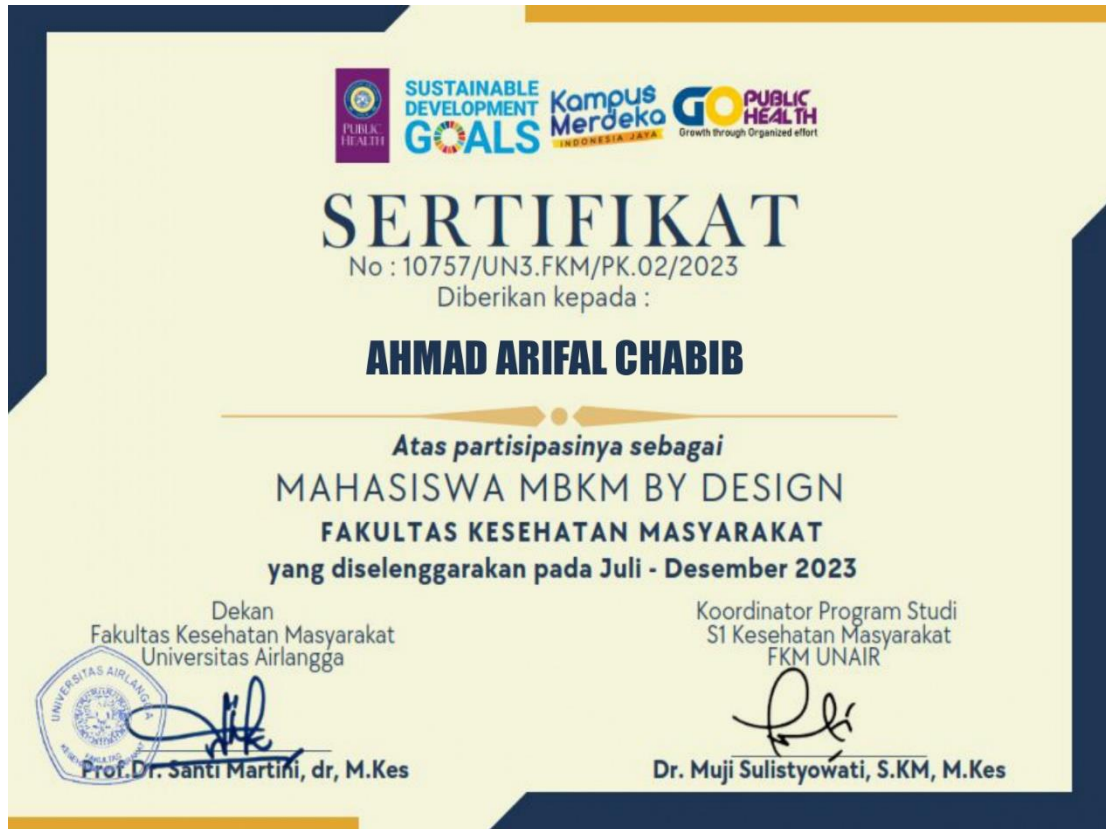 PUBLIC
HEALTH
SUSTAINABLE
DEVELOPMENT
GOALS
Kampus
Merdeka
INDONESIA JAYA
GO PUBLIC
HEALTH
Growth through Organized effort
SERTIFIKAT
No : 10757/UN3.FKM/PK.02/2023
Diberikan kepada :
AHMAD ARIFAL CHABIB
Atas partisipasinya sebagai
MAHASISWA MBKM BY DESIGN
FAKULTAS KESEHATAN MASYARAKAT
yang diselenggarakan pada Juli - Desember 2023
Dekan
Fakultas Kesehatan Masyarakat
Universitas Airlangga
UNIVERSITAS AIRLANGGA
FAKULTAS
KESEHATAN MASYARAKAT
Prof.Dr. Santi Martini, dr, M.Kes
Koordinator Program Studi
S1 Kesehatan Masyarakat
FKM UNAIR
Dr. Muji Sulistyowati, S.KM, M.Kes